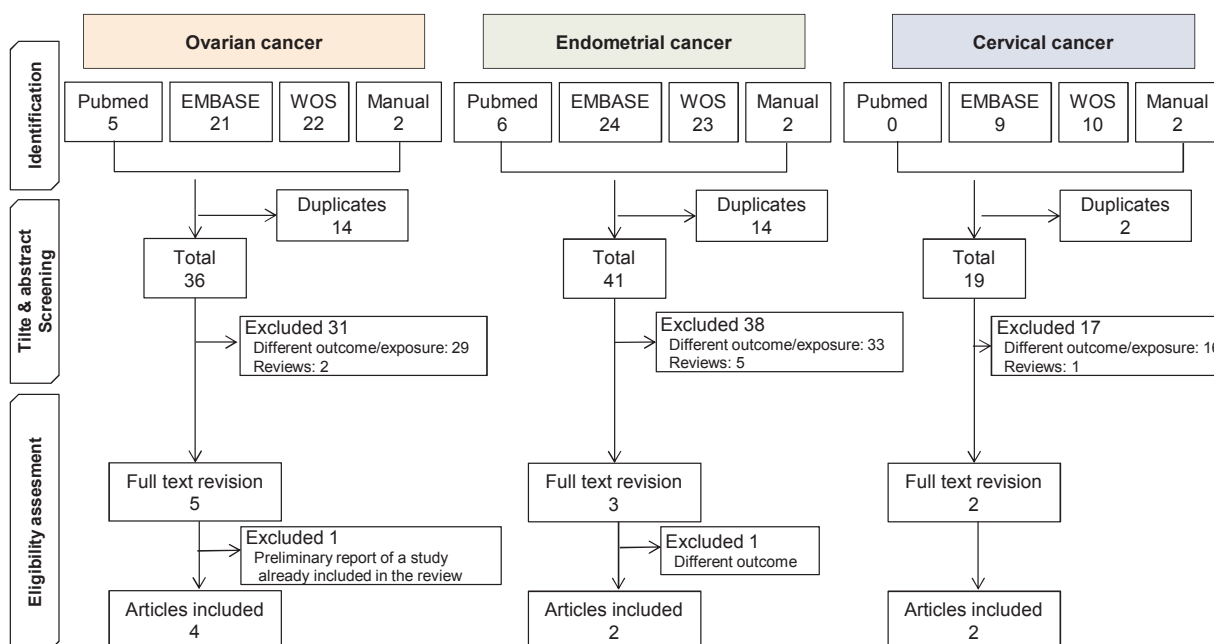 Ovarian cancer
Endometrial cancer
Cervical cancer
Identification
Pubmed
5
EMBASE
21
WOS
22
Manual
2
Pubmed
6
EMBASE
24
WOS
23
Manual
2
Pubmed
0
EMBASE
9
WOS
10
Manual
2
Tilte & abstract
Screening
Duplicates
14
Duplicates
14
Duplicates
2
Total
36
Total
41
Total
19
Excluded 31
Different outcome/exposure: 29
Reviews: 2
Excluded 38
Different outcome/exposure: 33
Reviews: 5
Excluded 17
Different outcome/exposure: 16
Reviews: 1
Eligibility assessment
Full text revision
5
Full text revision
3
Full text revision
2
Excluded 1
Preliminary report of a study
already included in the review
Excluded 1
Different outcome
Articles included
4
Articles included
2
Articles included
2